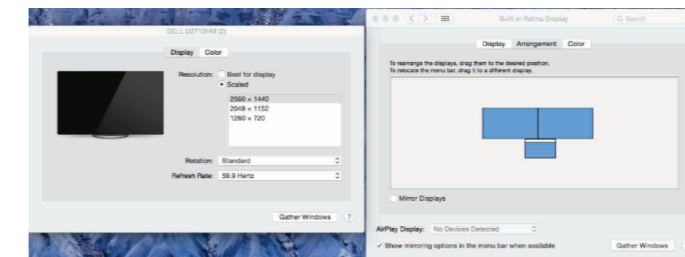 DELL U2713HM (2)
Display Color
Resolution: Best for display
Scaled
2560 × 1440
2048 × 1152
1280 × 720
Rotation: Standard
Refresh Rate: 59.9 Hertz
Gather Windows ?
Built-in Retina Display
Search
Display Arrangement Color
To rearrange the displays, drag them to the desired position.
To relocate the menu bar, drag it to a different display.
Mirror Displays
AirPlay Display: No Devices Detected
Show mirroring options in the menu bar when available
Gather Windows